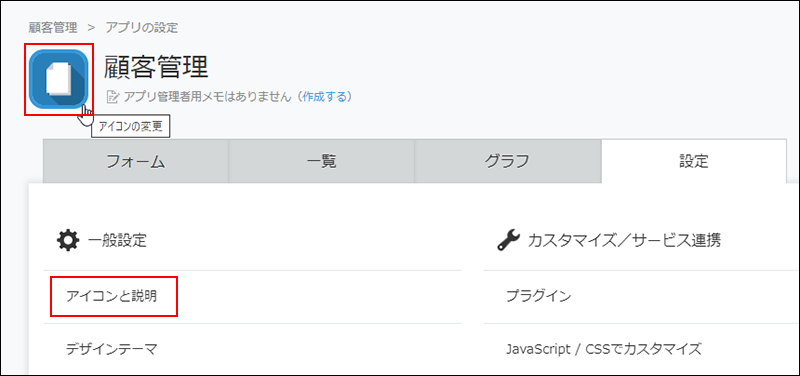 顧客管理 > アプリの設定
顧客管理
アプリ管理者用メモはありません（作成する）
アイコンの変更
フォーム 一覧 グラフ 設定
一般設定 カスタマイズ／サービス連携
アイコンと説明 プラグイン
デザインテーマ JavaScript / CSSでカスタマイズ